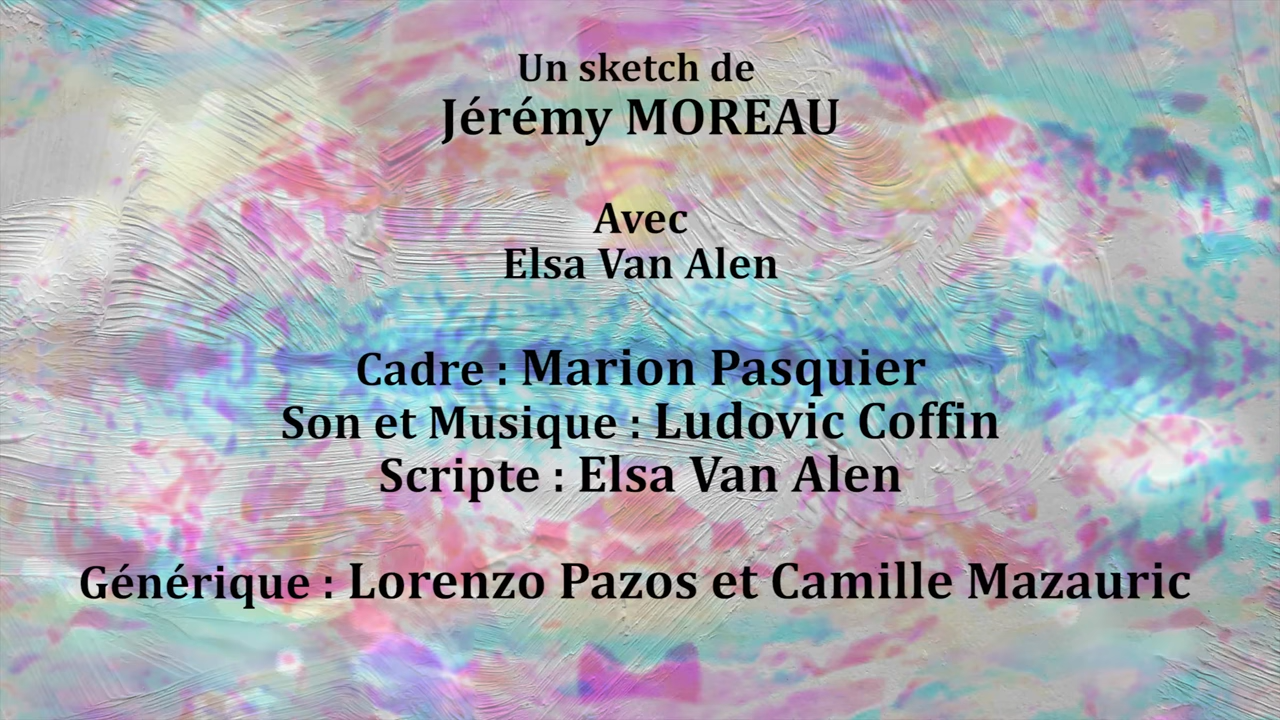 Un sketch de
Jérémy MOREAU
Avec
Elsa Van Alen
Cadre : Marion Pasquier
Son et Musique : Ludovic Coffin
Scripte : Elsa Van Alen
Générique : Lorenzo Pazos et Camille Mazauric